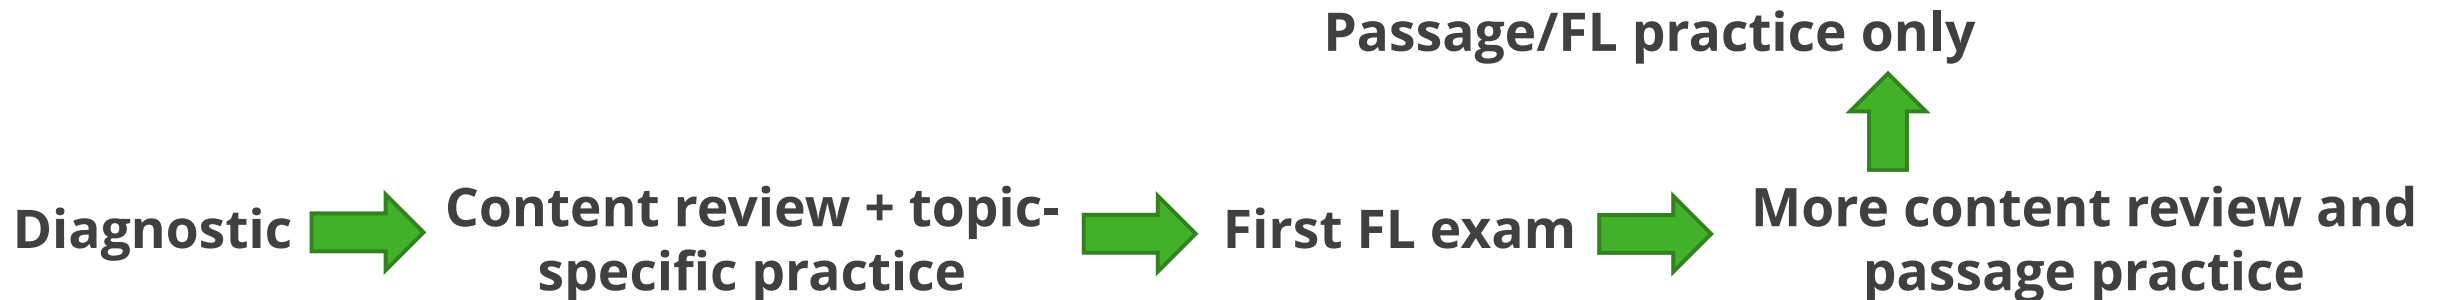 Passage/FL practice only
Diagnostic
Content review + topic-
specific practice
First FL exam
More content review and
passage practice